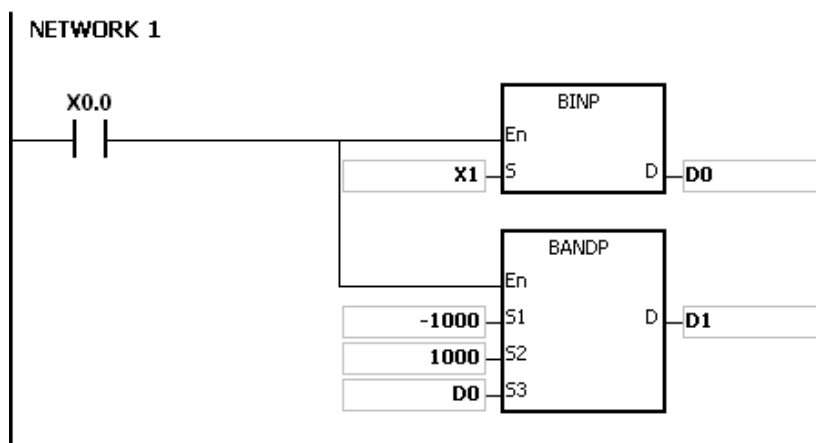 NETWORK 1
X0.0
BINP
En
X1 S D D0
BANDP
En
-1000 S1 D D1
1000 S2
D0 S3